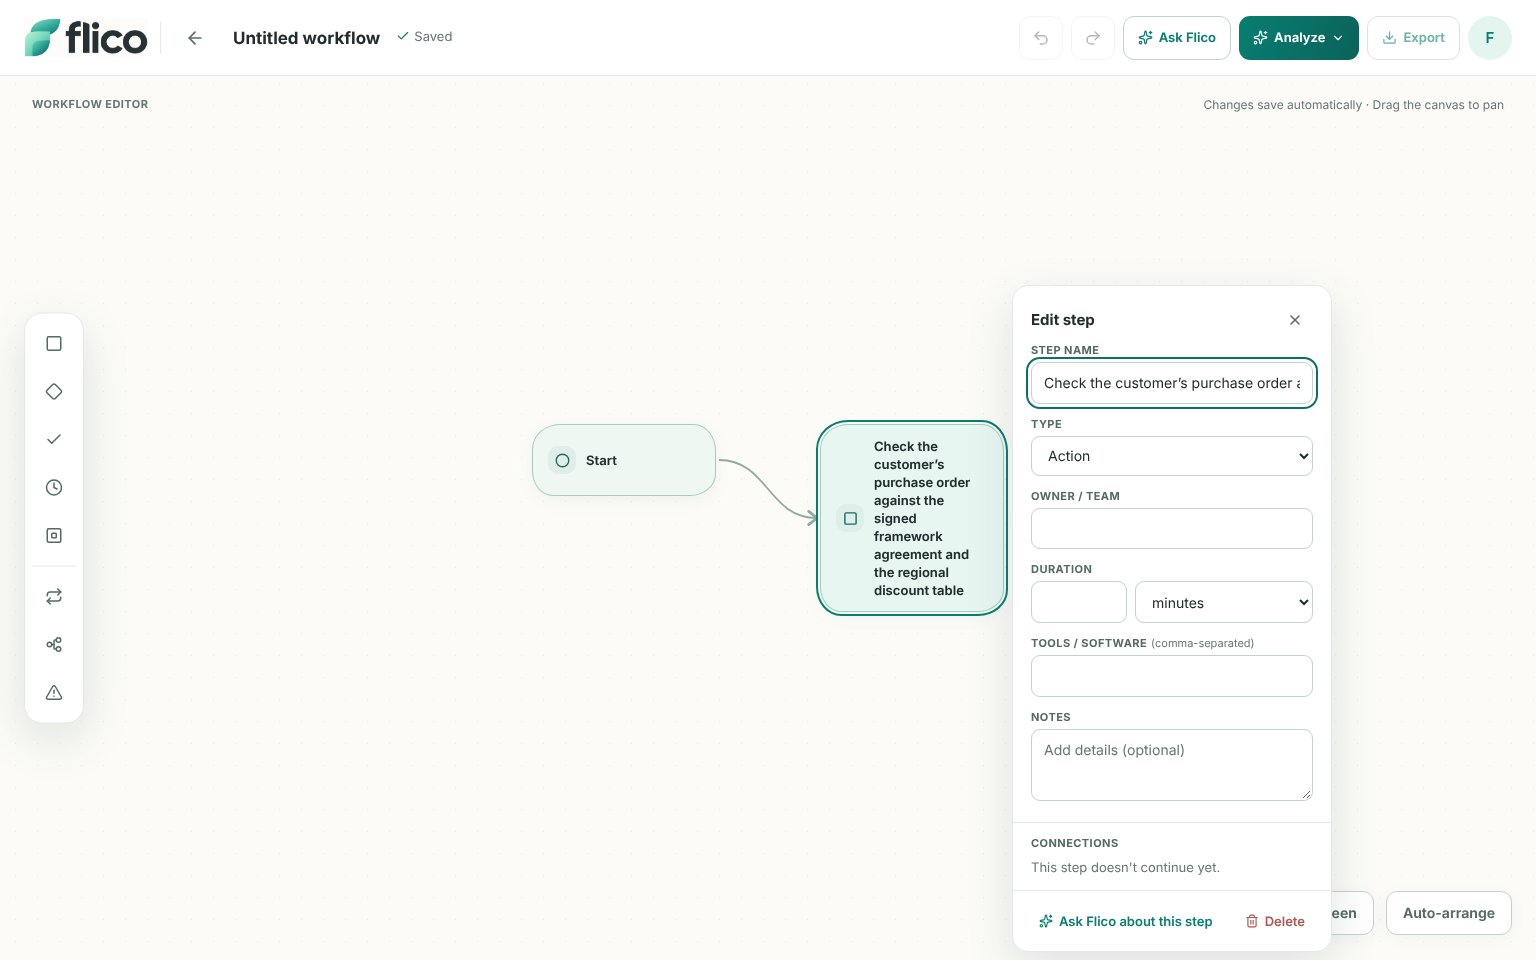 flico
Untitled workflow
Saved
Ask Flico
Analyze
Export
F
WORKFLOW EDITOR
Changes save automatically · Drag the canvas to pan
Start
Check the
customer’s
purchase order
against the
signed
framework
agreement and
the regional
discount table
Edit step
STEP NAME
Check the customer’s purchase order
TYPE
Action
OWNER / TEAM
DURATION
minutes
TOOLS / SOFTWARE (comma-separated)
NOTES
Add details (optional)
CONNECTIONS
This step doesn't continue yet.
Ask Flico about this step
Delete
Auto-arrange